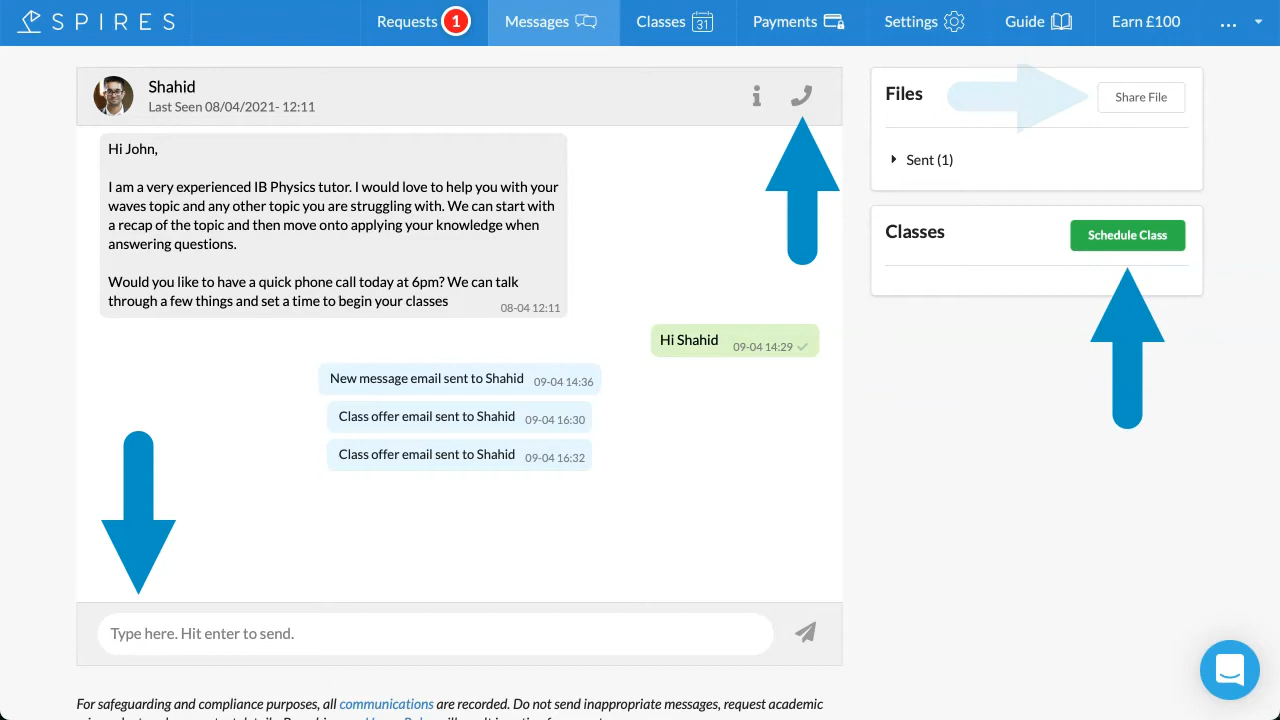 SPIRES
Requests 1
Messages
Classes 31
Payments
Settings
Guide
Earn £100
...
Shahid
Last Seen 08/04/2021- 12:11
Hi John,
I am a very experienced IB Physics tutor. I would love to help you with your
waves topic and any other topic you are struggling with. We can start with
a recap of the topic and then move onto applying your knowledge when
answering questions.
Would you like to have a quick phone call today at 6pm? We can talk
through a few things and set a time to begin your classes
08-04 12:11
Hi Shahid 09-04 14:29
New message email sent to Shahid 09-04 14:36
Class offer email sent to Shahid 09-04 16:30
Class offer email sent to Shahid 09-04 16:32
Type here. Hit enter to send.
For safeguarding and compliance purposes, all communications are recorded. Do not send inappropriate messages, request academic
Files
Share File
Sent (1)
Classes
Schedule Class